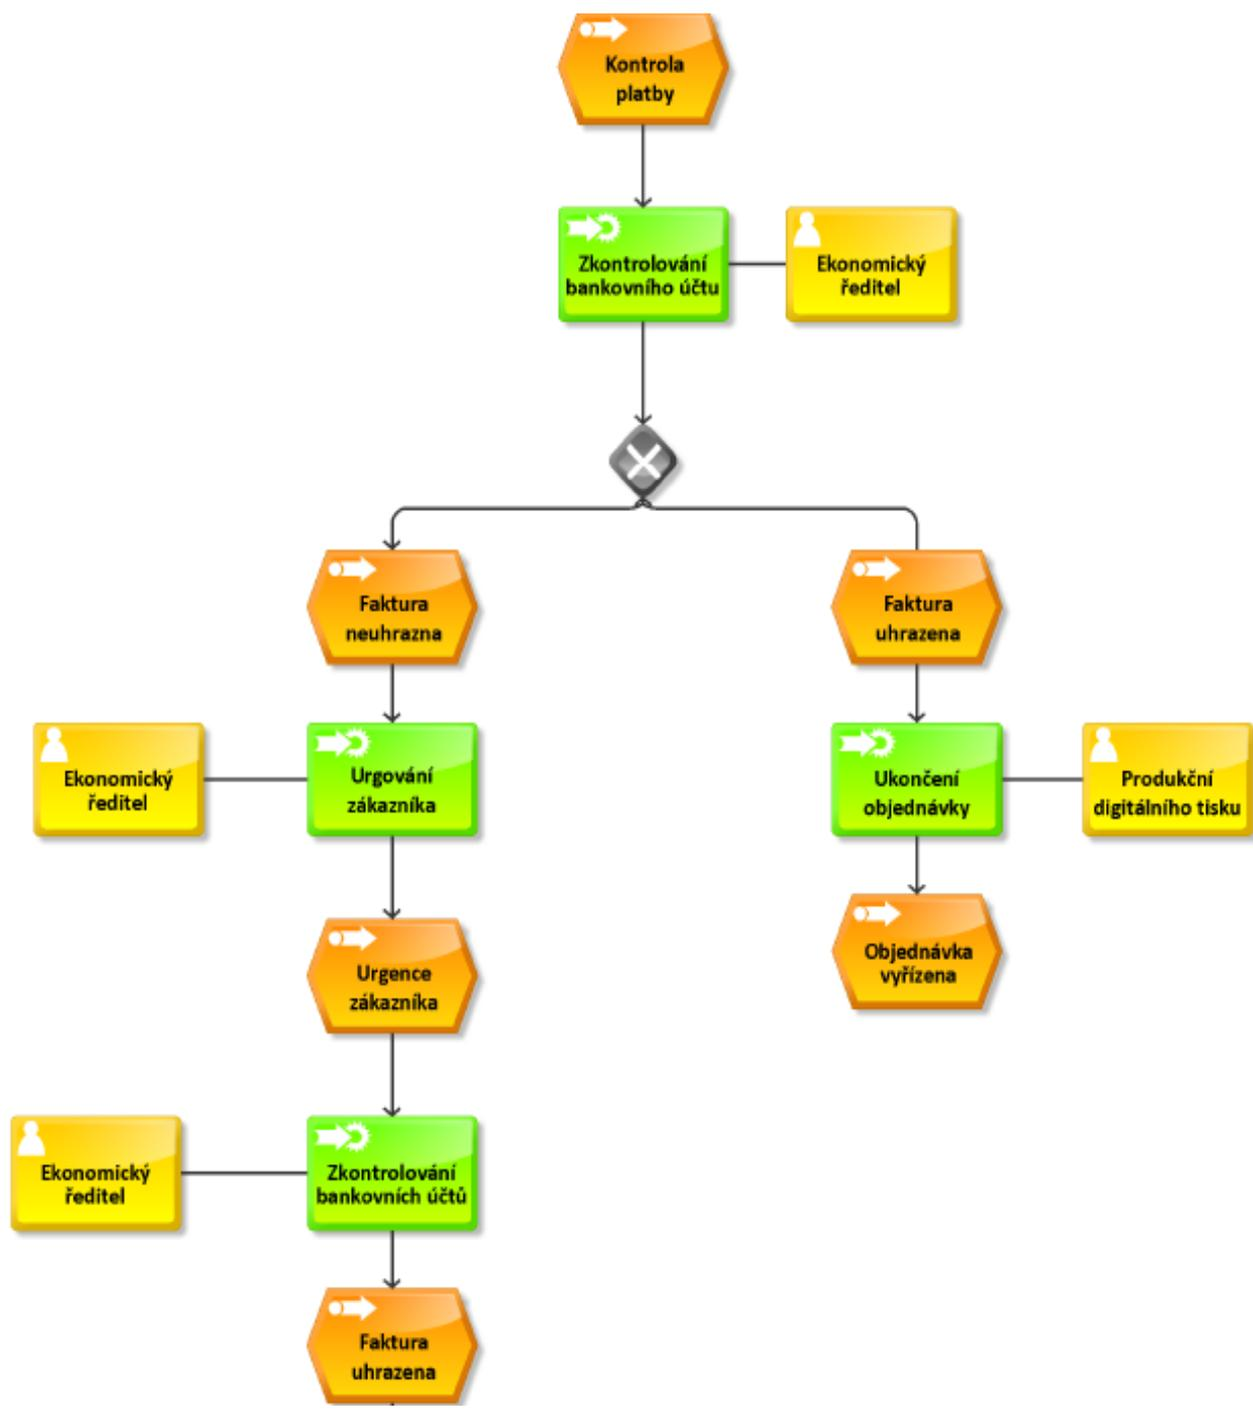 Kontrola
platby
Zkontrolování
bankovního účtu
Ekonomický
ředitel
Faktura
neuhrazna
Faktura
uhrazena
Ekonomický
ředitel
Urgování
zákazníka
Ukončení
objednávky
Produkční
digitálního tisku
Urgence
zákazníka
Objednávka
vyřízena
Ekonomický
ředitel
Zkontrolování
bankovních účtů
Faktura
uhrazena